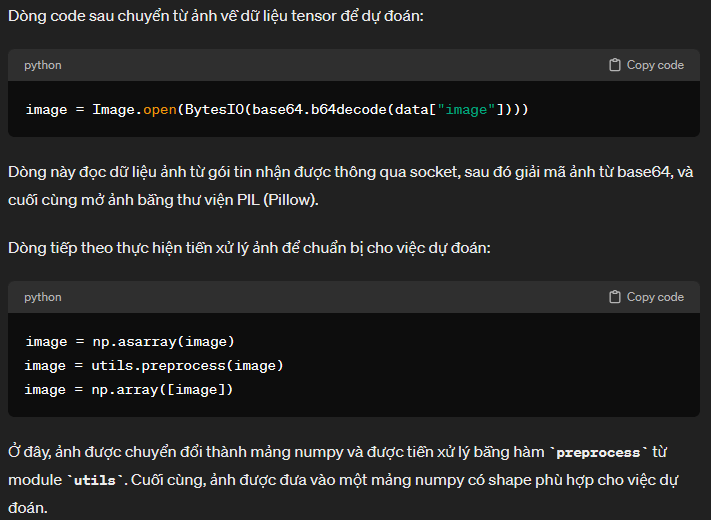 Dòng code sau chuyển từ ảnh về dữ liệu tensor để dự đoán:
python
Copy code
image = Image.open(BytesIO(base64.b64decode(data["image"])))
Dòng này đọc dữ liệu ảnh từ gói tin nhận được thông qua socket, sau đó giải mã ảnh từ base64, và
cuối cùng mở ảnh bằng thư viện PIL (Pillow).
Dòng tiếp theo thực hiện tiền xử lý ảnh để chuẩn bị cho việc dự đoán:
python
Copy code
image = np.asarray(image)
image = utils.preprocess(image)
image = np.array([image])
Ở đây, ảnh được chuyển đổi thành mảng numpy và được tiền xử lý bằng hàm `preprocess` từ
module `utils`. Cuối cùng, ảnh được đưa vào một mảng numpy có shape phù hợp cho việc dự
đoán.